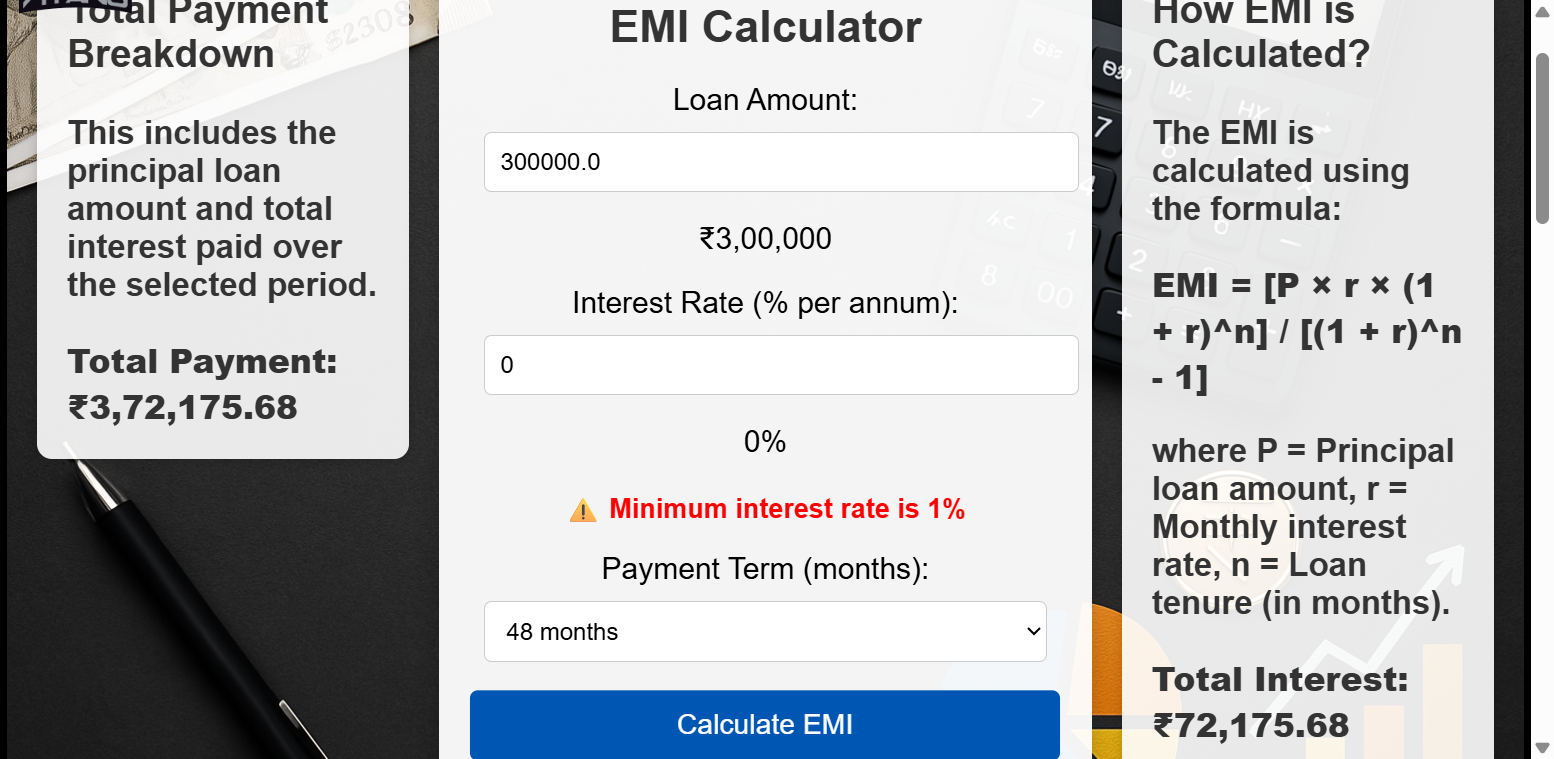 Total Payment
Breakdown
This includes the
principal loan
amount and total
interest paid over
the selected period.
Total Payment:
₹3,72,175.68
EMI Calculator
Loan Amount:
300000.0
₹3,00,000
Interest Rate (% per annum):
0
0%
⚠ Minimum interest rate is 1%
Payment Term (months):
48 months
Calculate EMI
How EMI is
Calculated?
The EMI is
calculated using
the formula:
EMI = [P × r × (1
+ r)^n] / [(1 + r)^n
- 1]
where P = Principal
loan amount, r =
Monthly interest
rate, n = Loan
tenure (in months).
Total Interest:
₹72,175.68